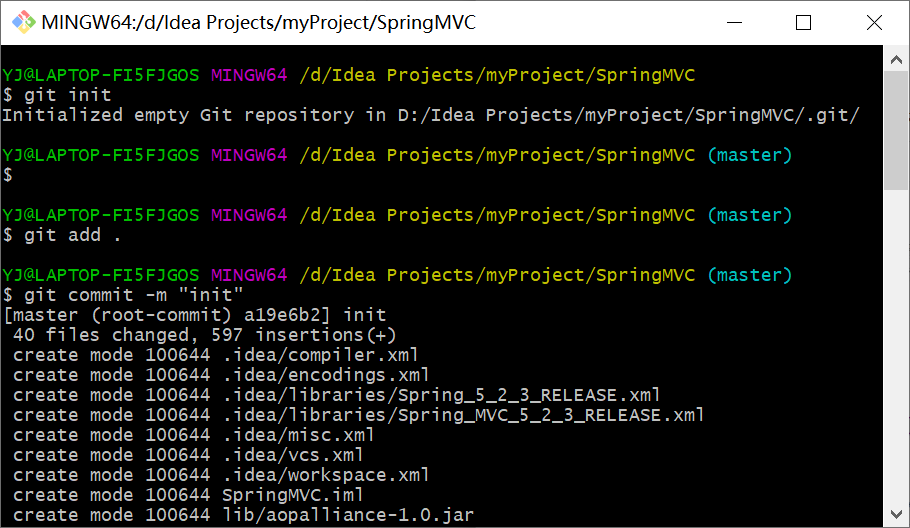 MINGW64:/d/Idea Projects/myProject/SpringMVC
YJ@LAPTOP-FI5FJGOS MINGW64 /d/Idea Projects/myProject/SpringMVC
$ git init
Initialized empty Git repository in D:/Idea Projects/myProject/SpringMVC/.git/
YJ@LAPTOP-FI5FJGOS MINGW64 /d/Idea Projects/myProject/SpringMVC (master)
$
YJ@LAPTOP-FI5FJGOS MINGW64 /d/Idea Projects/myProject/SpringMVC (master)
$ git add .
YJ@LAPTOP-FI5FJGOS MINGW64 /d/Idea Projects/myProject/SpringMVC (master)
$ git commit -m "init"
[master (root-commit) a19e6b2] init
 40 files changed, 597 insertions(+)
 create mode 100644 .idea/compiler.xml
 create mode 100644 .idea/encodings.xml
 create mode 100644 .idea/libraries/Spring_5_2_3_RELEASE.xml
 create mode 100644 .idea/libraries/Spring_MVC_5_2_3_RELEASE.xml
 create mode 100644 .idea/misc.xml
 create mode 100644 .idea/vcs.xml
 create mode 100644 .idea/workspace.xml
 create mode 100644 SpringMVC.iml
 create mode 100644 lib/aopalliance-1.0.jar